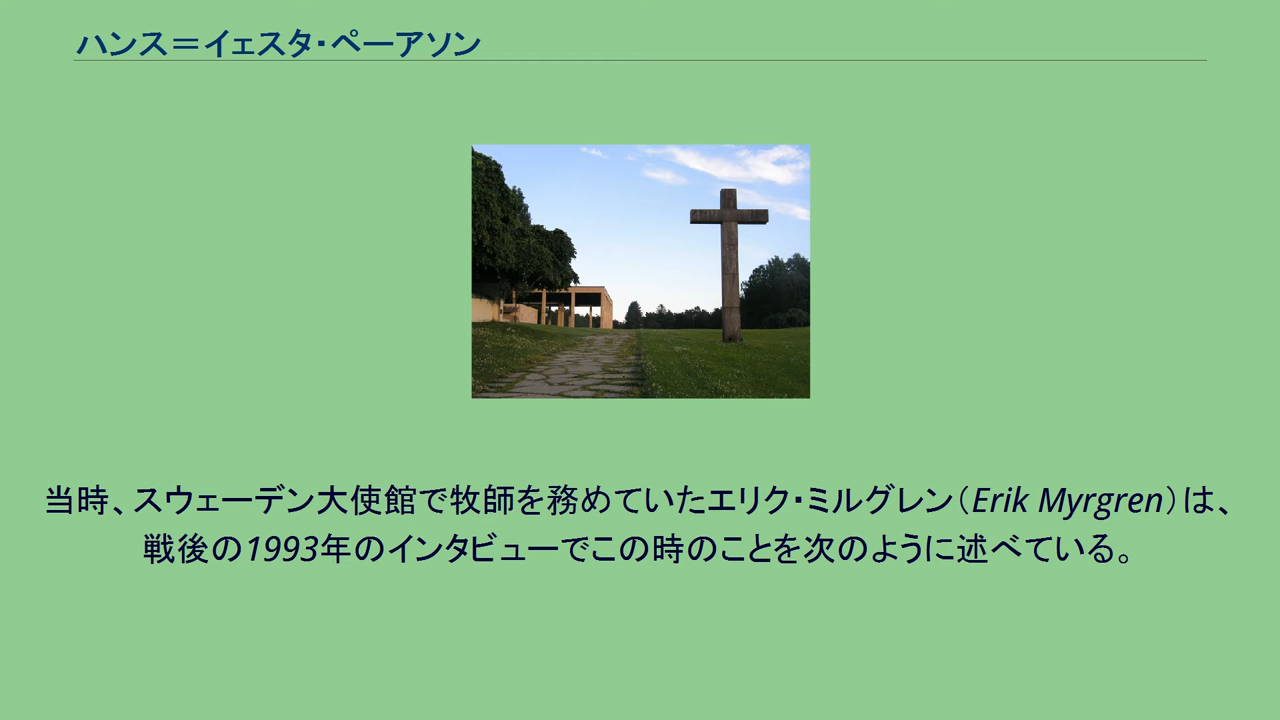 ハンス＝イェスタ・ペーアソン
当時、スウェーデン大使館で牧師を務めていたエリク・ミルグレン（Erik Myrgren）は、
戦後の1993年のインタビューでこの時のことを次のように述べている。